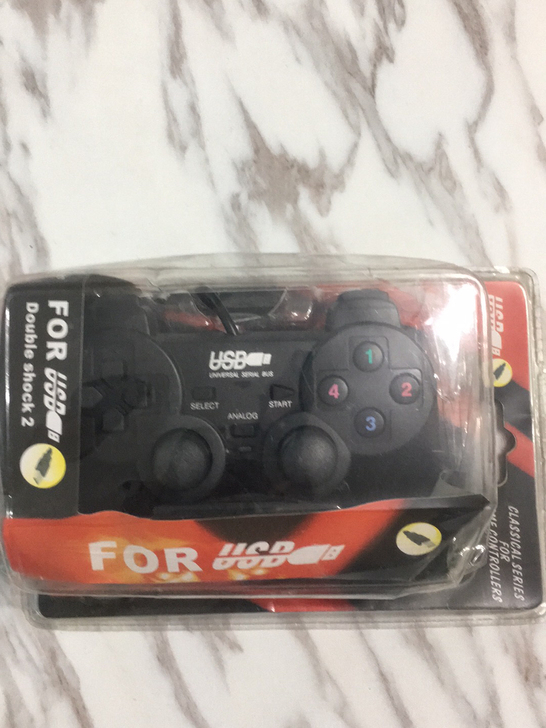 FOR USB
Double shock 2
USB
UNIVERSAL SERIAL BUS
SELECT
START
ANALOG
1
4
2
3
FOR USB
USB
CLASSICAL SERIES
FOR
CONTROLLERS